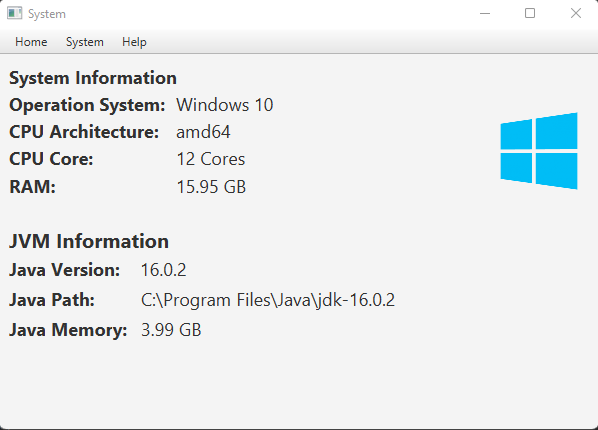 System
Home System Help
System Information
Operation System: Windows 10
CPU Architecture: amd64
CPU Core: 12 Cores
RAM: 15.95 GB
JVM Information
Java Version: 16.0.2
Java Path: C:\Program Files\Java\jdk-16.0.2
Java Memory: 3.99 GB